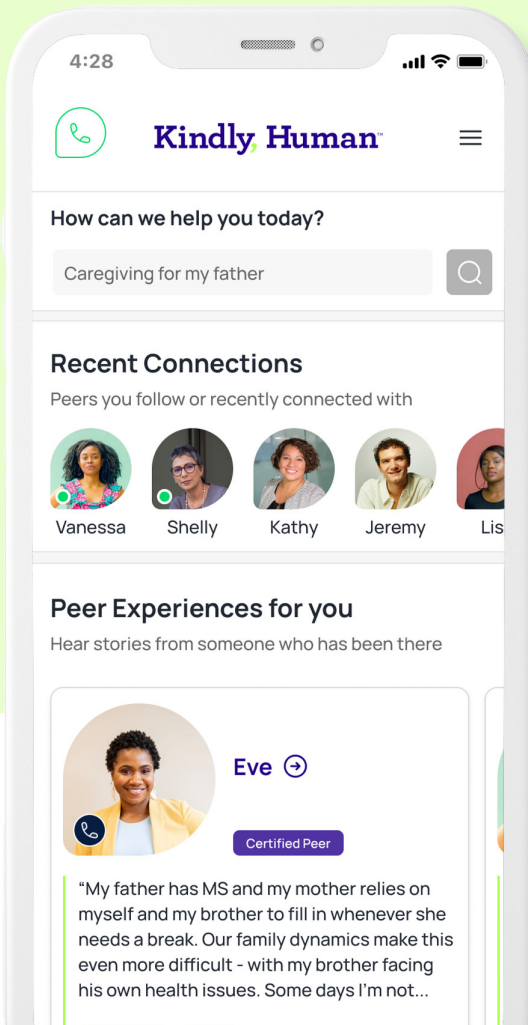 4:28
Kindly, Human™
How can we help you today?
Caregiving for my father
Recent Connections
Peers you follow or recently connected with
Vanessa Shelly Kathy Jeremy Lis
Peer Experiences for you
Hear stories from someone who has been there
Eve
Certified Peer
“My father has MS and my mother relies on
myself and my brother to fill in whenever she
needs a break. Our family dynamics make this
even more difficult - with my brother facing
his own health issues. Some days I’m not...